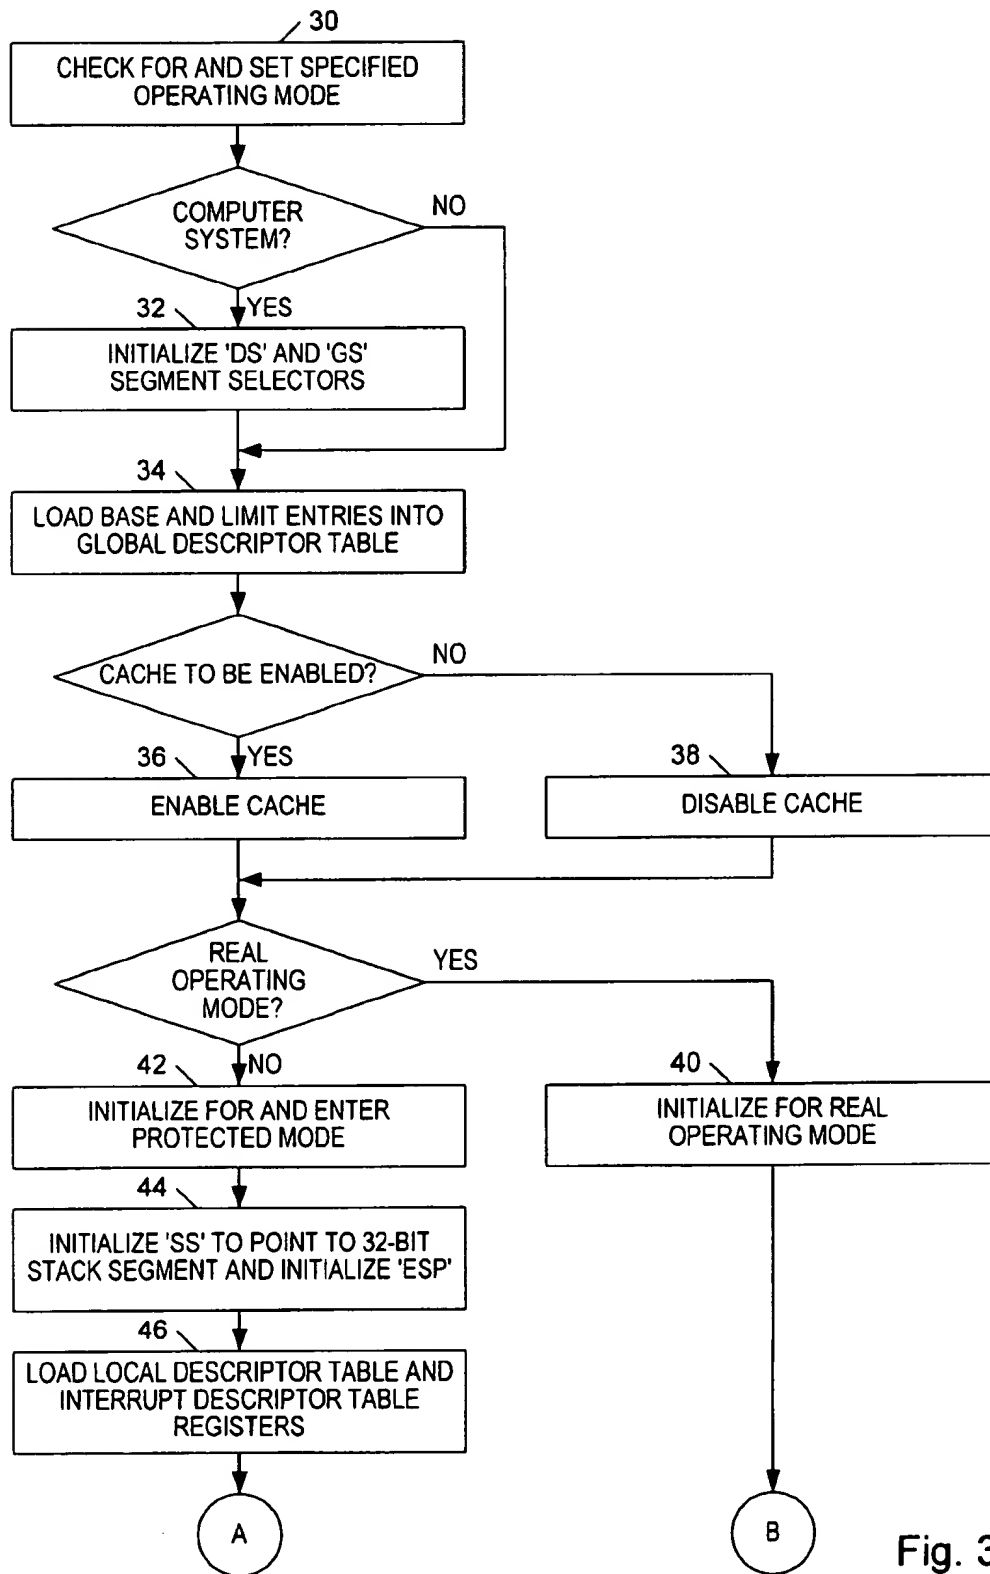 30
CHECK FOR AND SET SPECIFIED
OPERATING MODE
COMPUTER
SYSTEM?
NO
YES
32
INITIALIZE 'DS' AND 'GS'
SEGMENT SELECTORS
34
LOAD BASE AND LIMIT ENTRIES INTO
GLOBAL DESCRIPTOR TABLE
CACHE TO BE ENABLED?
NO
YES
36
ENABLE CACHE
38
DISABLE CACHE
REAL
OPERATING
MODE?
YES
NO
42
INITIALIZE FOR AND ENTER
PROTECTED MODE
40
INITIALIZE FOR REAL
OPERATING MODE
44
INITIALIZE 'SS' TO POINT TO 32-BIT
STACK SEGMENT AND INITIALIZE 'ESP'
46
LOAD LOCAL DESCRIPTOR TABLE AND
INTERRUPT DESCRIPTOR TABLE
REGISTERS
A
B
Fig. 3